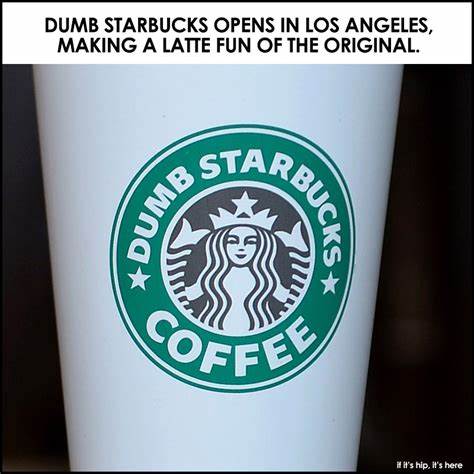 DUMB STARBUCKS OPENS IN LOS ANGELES,
MAKING A LATTE FUN OF THE ORIGINAL.
DUMB STARBUCKS
COFFEE
If it's hip, it's here